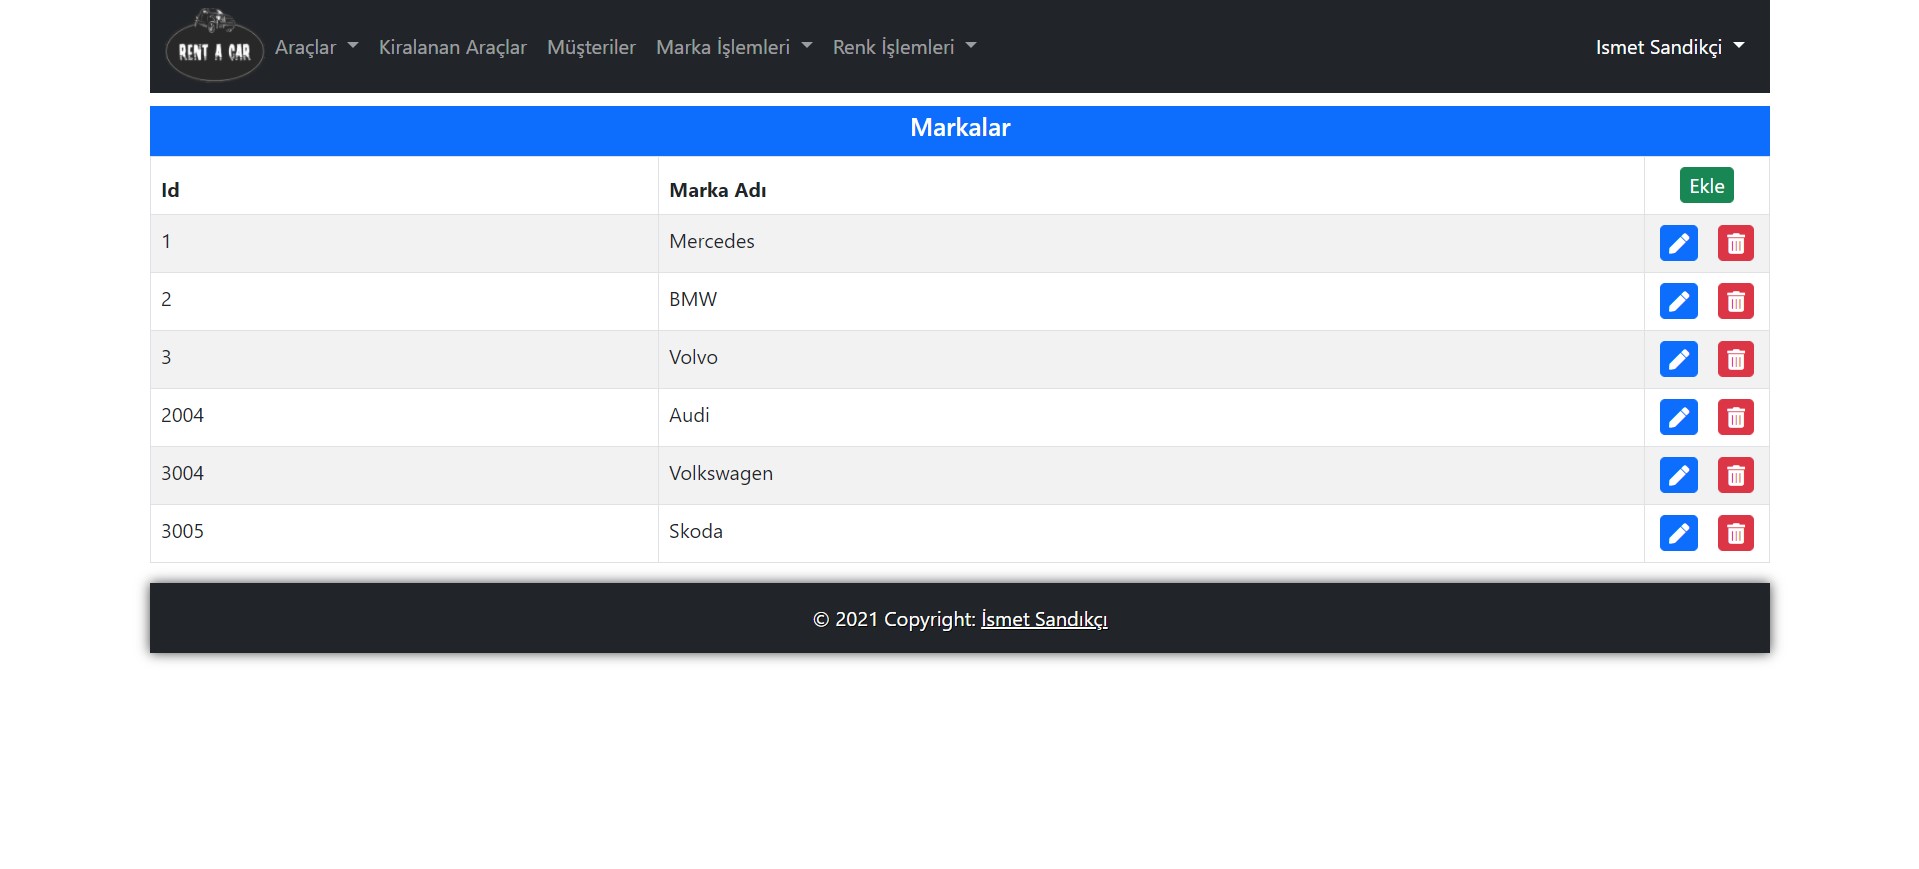 RENT A CAR
Araçlar Kiralanan Araçlar Müşteriler Marka İşlemleri Renk İşlemleri Ismet Sandikçi
Markalar
Id Marka Adı Ekle
1 Mercedes
2 BMW
3 Volvo
2004 Audi
3004 Volkswagen
3005 Skoda
© 2021 Copyright: İsmet Sandıkçı